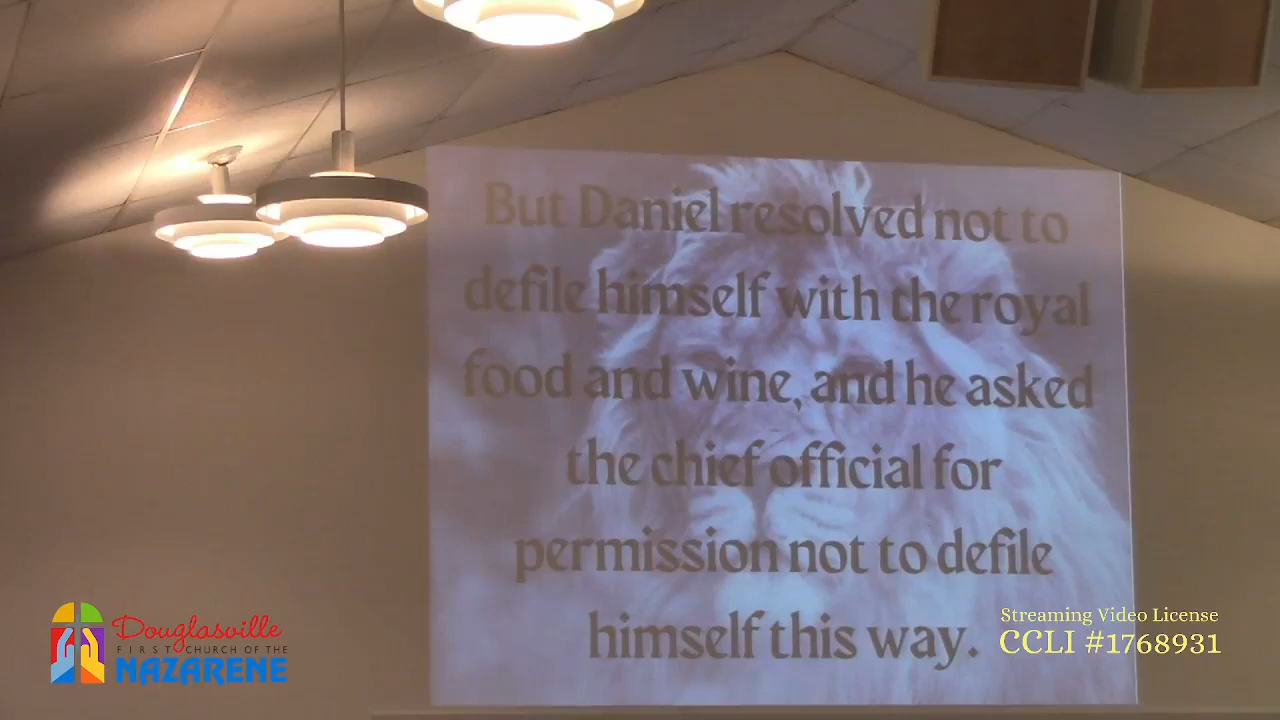 But Daniel resolved not to
defile himself with the royal
food and wine, and he asked
the chief official for
permission not to defile
himself this way.
Streaming Video License
CCLI #1768931
Douglasville
FIRST CHURCH OF THE
NAZARENE